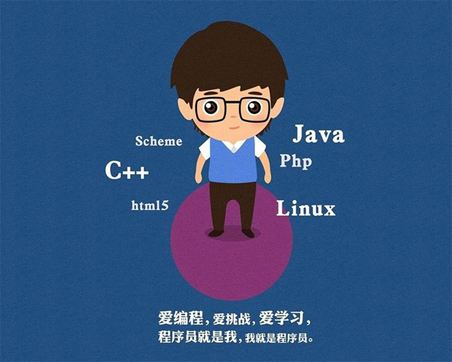 Scheme
Java
C++
Php
html5
Linux
爱编程，爱挑战，爱学习，
程序员就是我，我就是程序员。